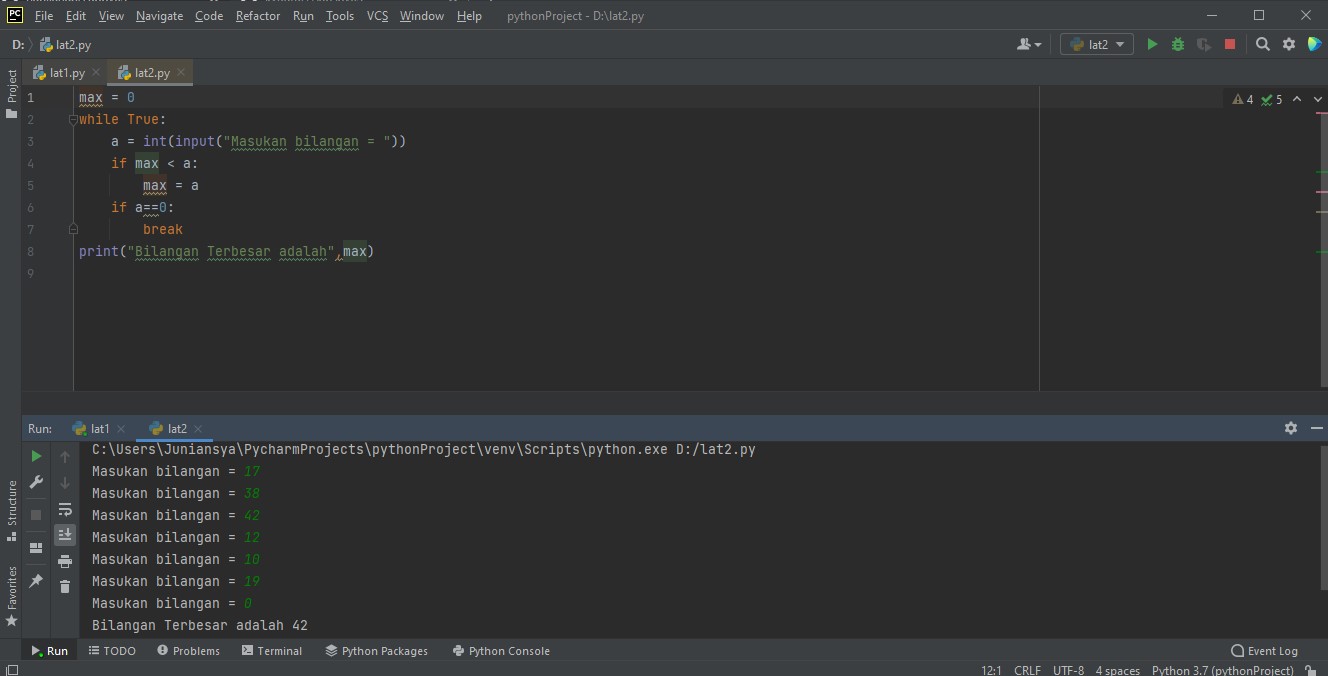 PC File Edit View Navigate Code Refactor Run Tools VCS Window Help pythonProject - D:\lat2.py
D: lat2.py lat2
lat1.py lat2.py
Project
1 max = 0 4 5
2 while True:
3 a = int(input("Masukan bilangan = "))
4 if max < a:
5 max = a
6 if a==0:
7 break
8 print("Bilangan Terbesar adalah",max)
9
Run: lat1 lat2
C:\Users\Juniansya\PycharmProjects\pythonProject\venv\Scripts\python.exe D:/lat2.py
Masukan bilangan = 17
Masukan bilangan = 38
Masukan bilangan = 42
Masukan bilangan = 12
Masukan bilangan = 10
Masukan bilangan = 19
Masukan bilangan = 0
Bilangan Terbesar adalah 42
Structure
Favorites
Run TODO Problems Terminal Python Packages Python Console Event Log
12:1 CRLF UTF-8 4 spaces Python 3.7 (pythonProject)